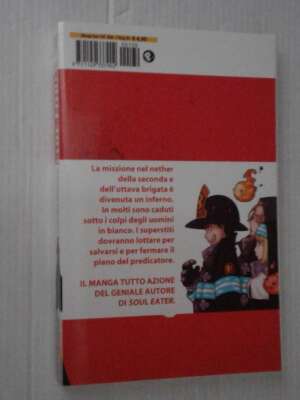 La missione nel nether
della seconda e
dell'ottava brigata è
divenuta un inferno.
In molti sono caduti
sotto i colpi degli uomini
in bianco. I superstiti
dovranno lottare per
salvarsi e per fermare il
piano del predicatore.
IL MANGA TUTTO AZIONE
DEL GENIALE AUTORE
DI SOUL EATER.